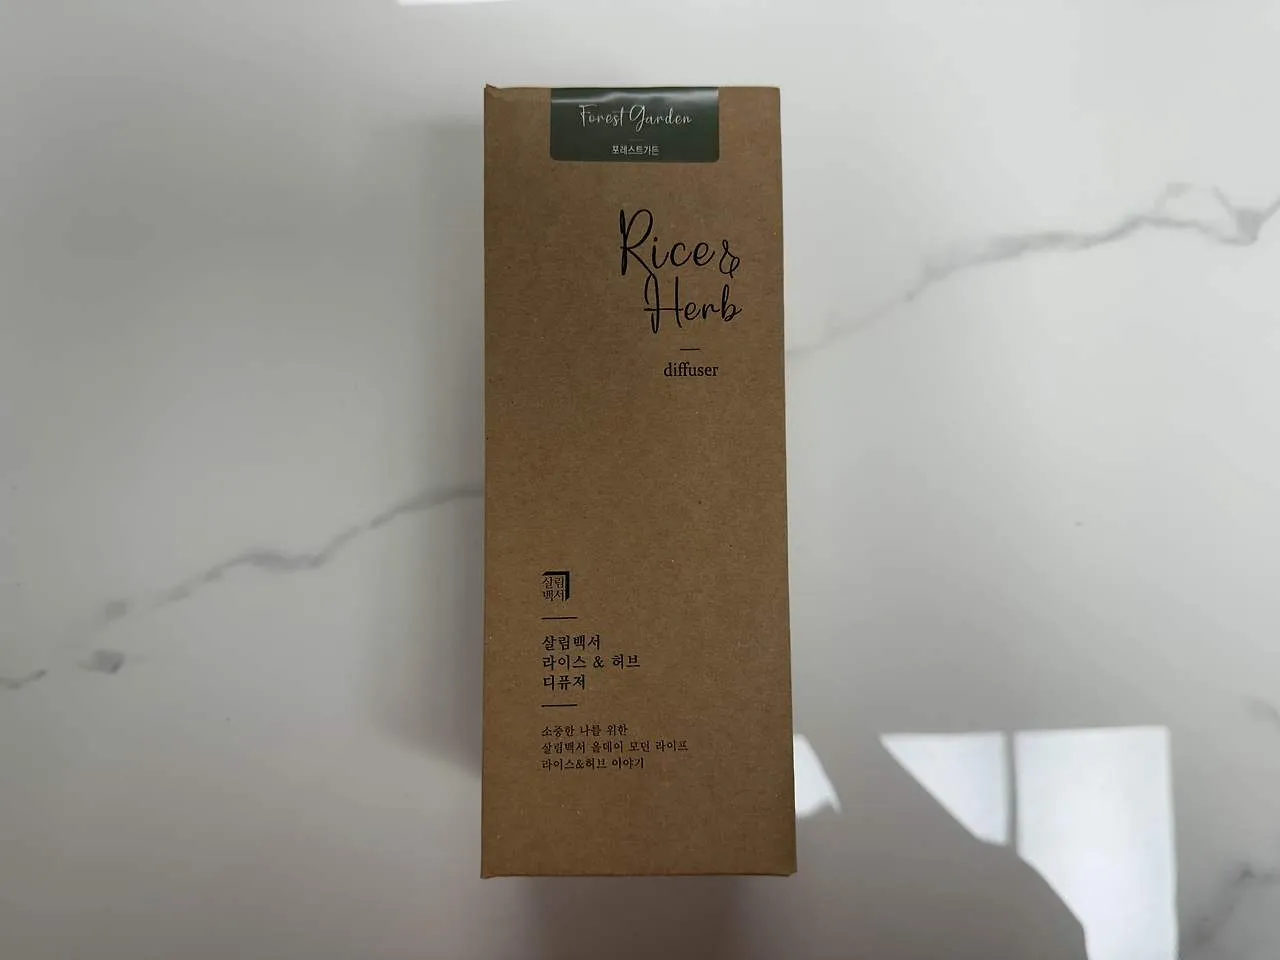 Forest Garden
포레스트가든
Rice &
Herb
diffuser
살림
백서
살림백서
라이스 & 허브
디퓨저
소중한 나를 위한
살림백서 올데이 모던 라이프
라이스&허브 이야기